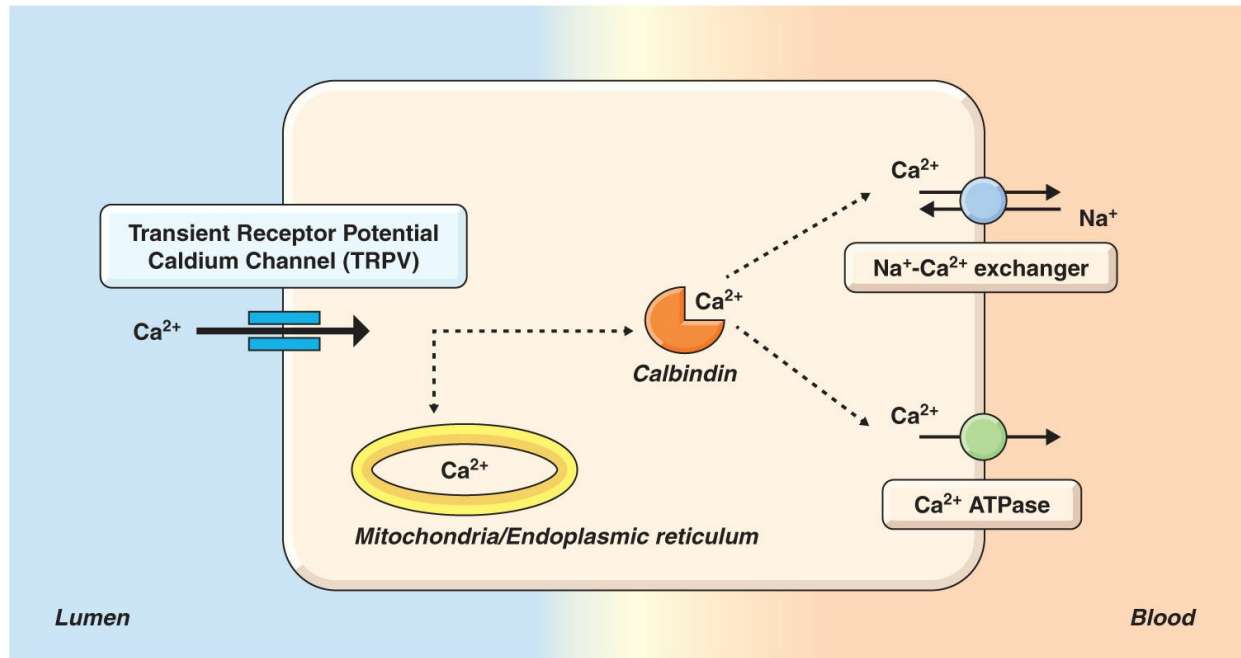 Transient Receptor Potential
Caldium Channel (TRPV)
Ca²⁺
Ca²⁺
Calbindin
Ca²⁺
Mitochondria/Endoplasmic reticulum
Ca²⁺
Na⁺
Na⁺-Ca²⁺ exchanger
Ca²⁺
Ca²⁺ ATPase
Lumen
Blood